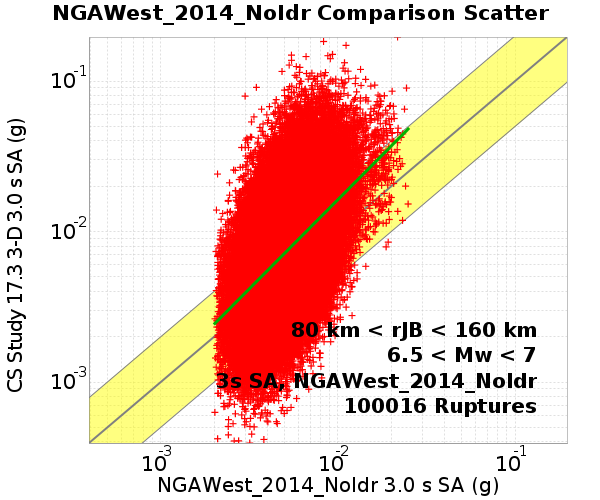 NGAWest_2014_NoIdr Comparison Scatter
CS Study 17.3 3-D 3.0 s SA (g)
10-1
10-2
10-3
80 km < rJB < 160 km
6.5 < Mw < 7
3s SA, NGAWest_2014_NoIdr
100016 Ruptures
10-3 10-2 10-1
NGAWest_2014_NoIdr 3.0 s SA (g)